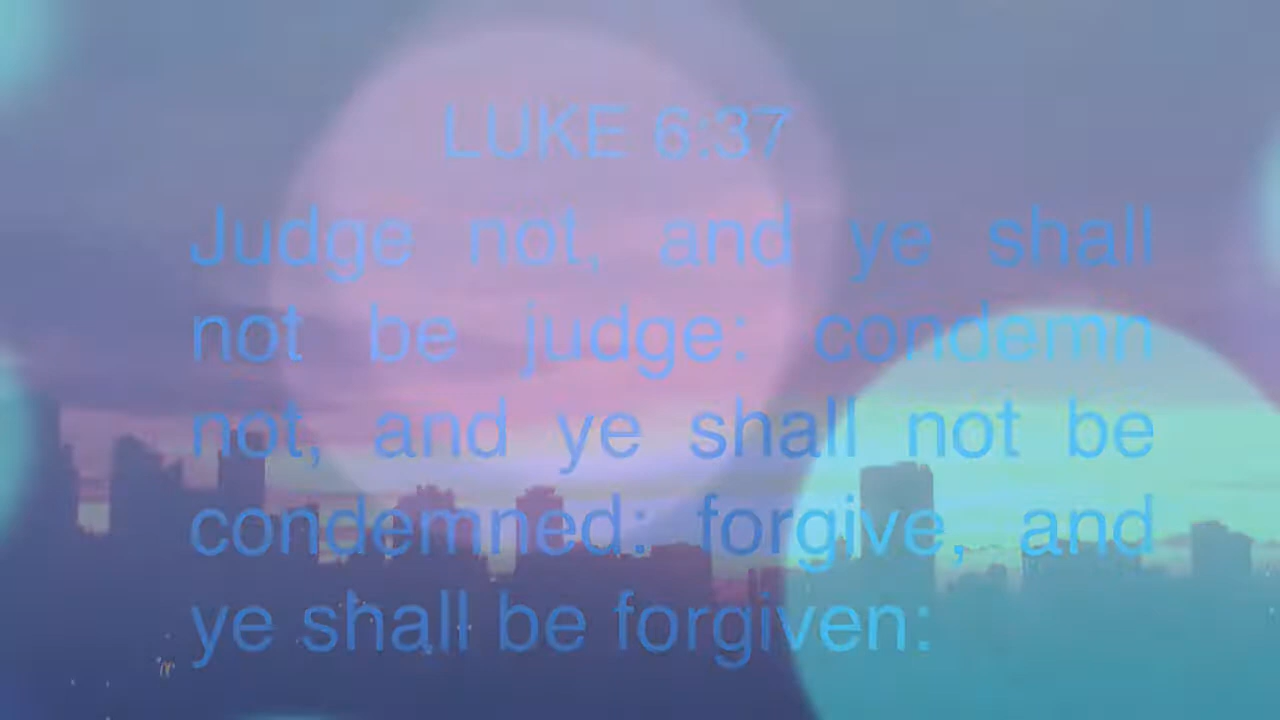 LUKE 6:37
Judge not, and ye shall
not be judge: condemn
not, and ye shall not be
condemned: forgive, and
ye shall be forgiven: